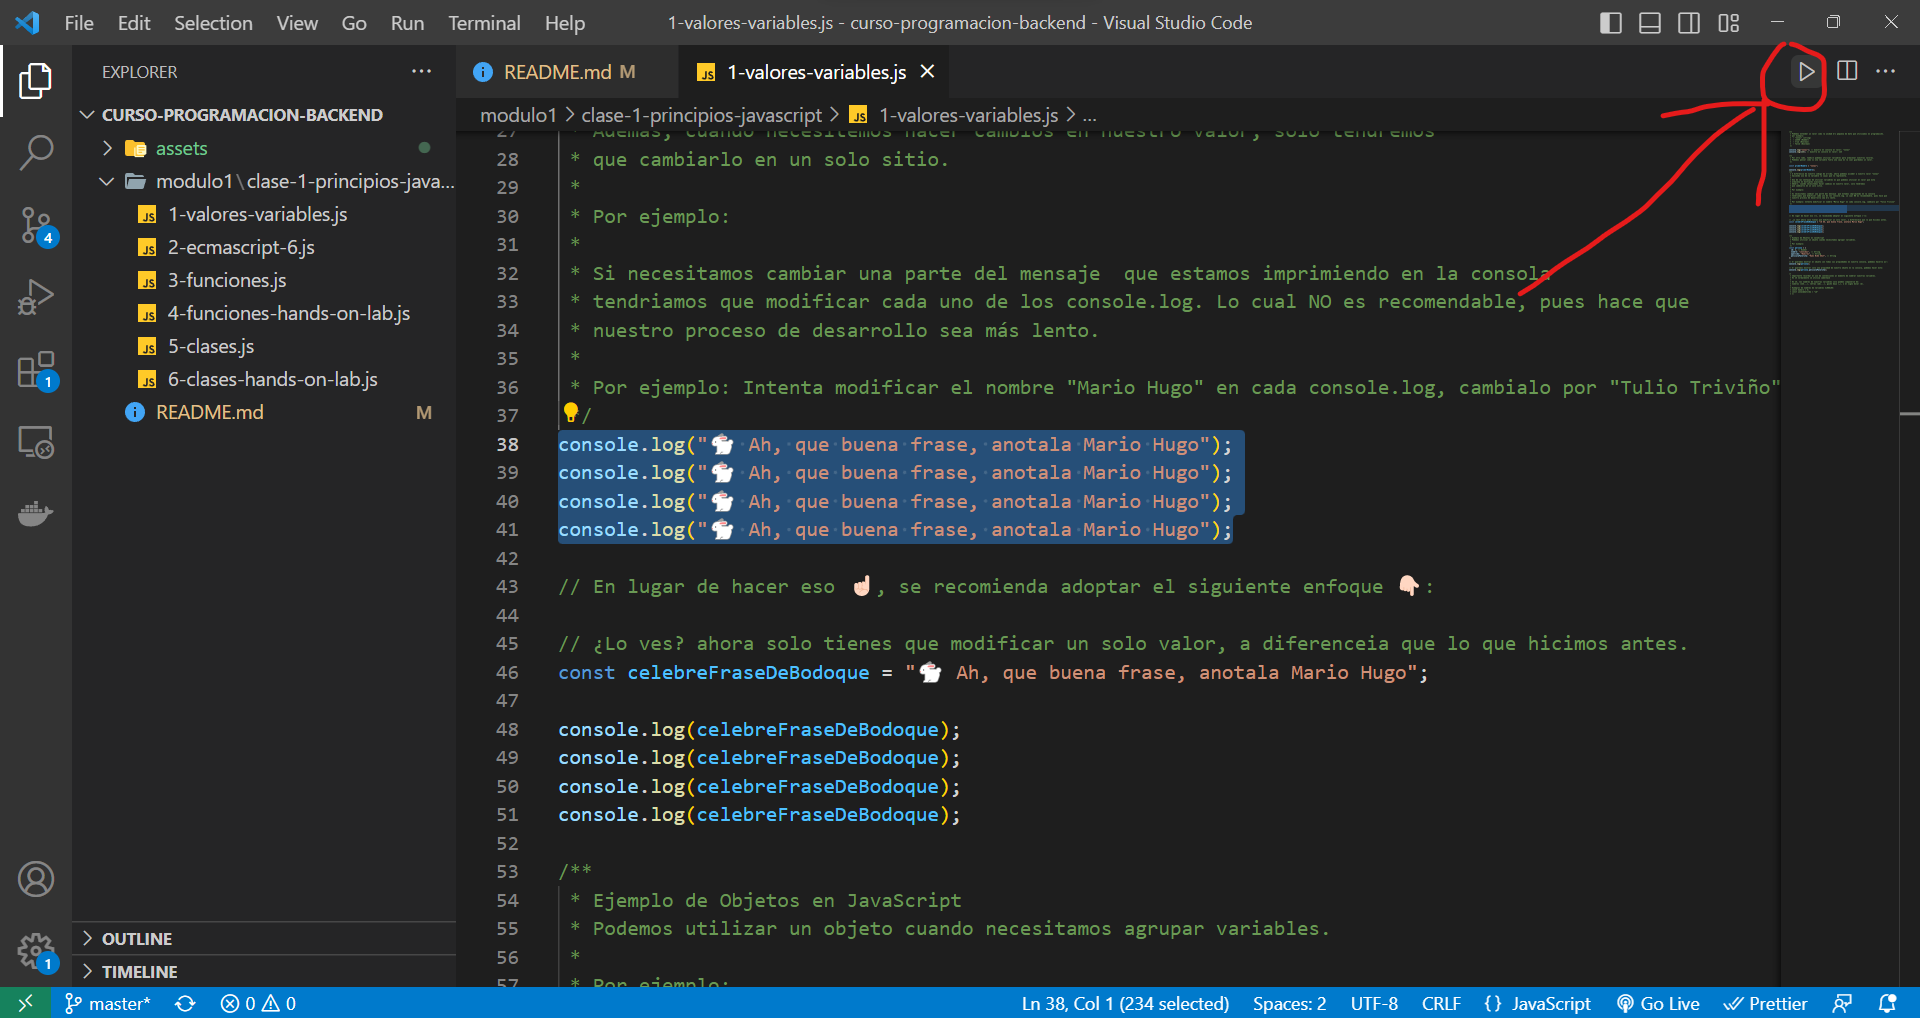 File Edit Selection View Go Run Terminal Help
1-valores-variables.js - curso-programacion-backend - Visual Studio Code
EXPLORER
CURSO-PROGRAMACION-BACKEND
assets
modulo1\clase-1-principios-java...
1-valores-variables.js
2-ecmascript-6.js
3-funciones.js
4-funciones-hands-on-lab.js
5-clases.js
6-clases-hands-on-lab.js
README.md M
4
1
OUTLINE
TIMELINE
1
README.md M
1-valores-variables.js
modulo1 > clase-1-principios-javascript > 1-valores-variables.js > ...
27 * Ademas, cuando necesitemos hacer cambios en nuestro valor, solo tendremos
28 * que cambiarlo en un solo sitio.
29 *
30 * Por ejemplo:
31 *
32 * Si necesitamos cambiar una parte del mensaje  que estamos imprimiendo en la consola
33 * tendriamos que modificar cada uno de los console.log. Lo cual NO es recomendable, pues hace que
34 * nuestro proceso de desarrollo sea más lento.
35 *
36 * Por ejemplo: Intenta modificar el nombre "Mario Hugo" en cada console.log, cambialo por "Tulio Triviño"
37 */
38 console.log("🐇 Ah, que buena frase, anotala Mario Hugo");
39 console.log("🐇 Ah, que buena frase, anotala Mario Hugo");
40 console.log("🐇 Ah, que buena frase, anotala Mario Hugo");
41 console.log("🐇 Ah, que buena frase, anotala Mario Hugo");
42
43 // En lugar de hacer eso ☝🏻, se recomienda adoptar el siguiente enfoque 👇🏻:
44
45 // ¿Lo ves? ahora solo tienes que modificar un solo valor, a diferenceia que lo que hicimos antes.
46 const celebreFraseDeBodoque = "🐇 Ah, que buena frase, anotala Mario Hugo";
47
48 console.log(celebreFraseDeBodoque);
49 console.log(celebreFraseDeBodoque);
50 console.log(celebreFraseDeBodoque);
51 console.log(celebreFraseDeBodoque);
52
53 /**
54 * Ejemplo de Objetos en JavaScript
55 * Podemos utilizar un objeto cuando necesitamos agrupar variables.
56 *
57 * Por ejemplo:
master* 0 0
Ln 38, Col 1 (234 selected) Spaces: 2 UTF-8 CRLF {} JavaScript Go Live Prettier